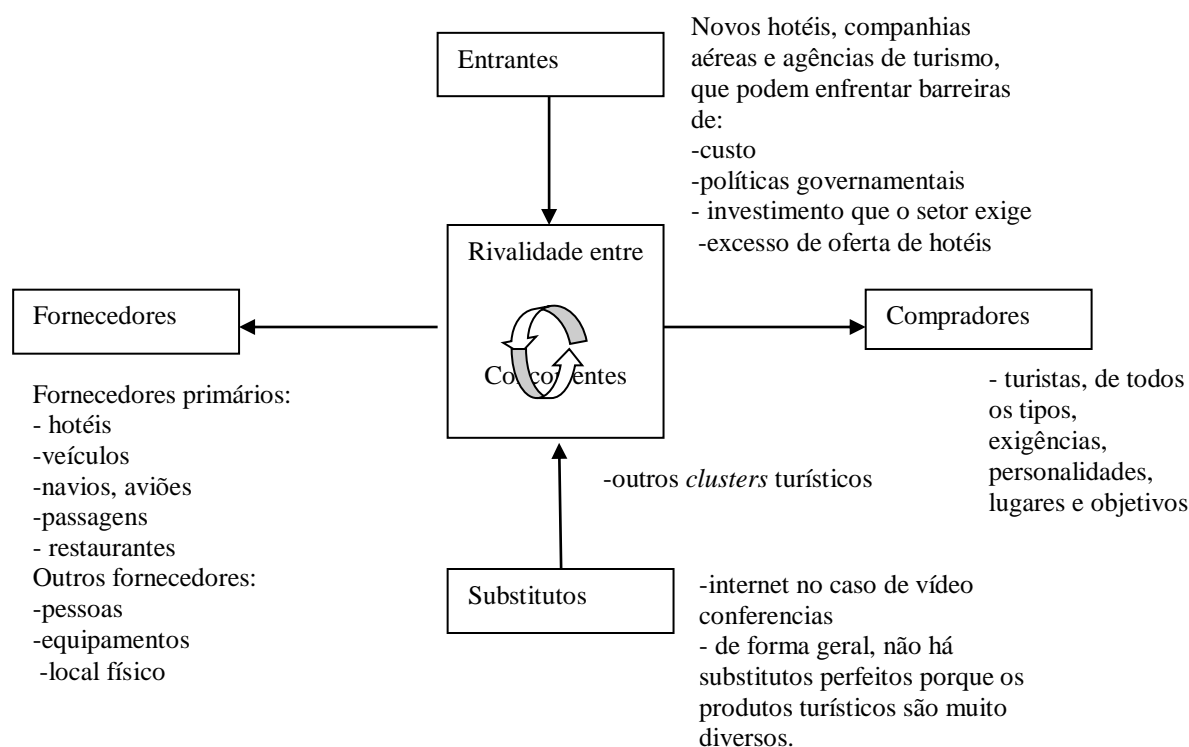 Entrantes
Novos hotéis, companhias
aéreas e agências de turismo,
que podem enfrentar barreiras
de:
-custo
-políticas governamentais
- investimento que o setor exige
-excesso de oferta de hotéis
Rivalidade entre
Concorrentes
Fornecedores
Fornecedores primários:
- hotéis
-veículos
-navios, aviões
-passagens
- restaurantes
Outros fornecedores:
-pessoas
-equipamentos
-local físico
Compradores
- turistas, de todos
os tipos,
exigências,
personalidades,
lugares e objetivos
-outros clusters turísticos
Substitutos
-internet no caso de vídeo
conferencias
- de forma geral, não há
substitutos perfeitos porque os
produtos turísticos são muito
diversos.